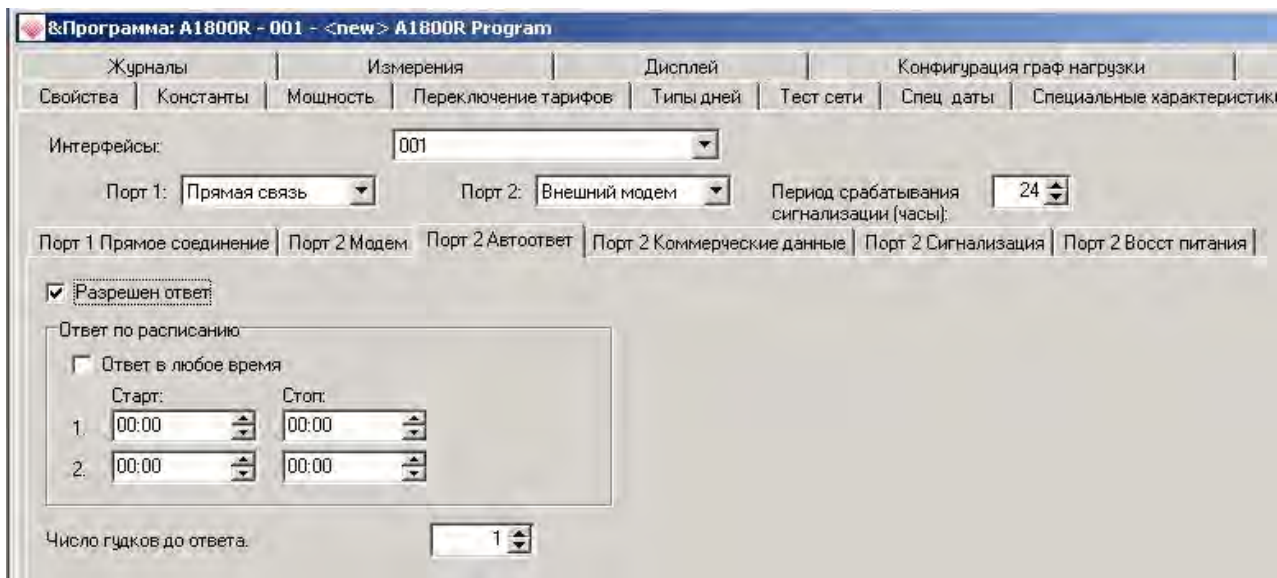 &Программа: A1800R - 001 - <new> A1800R Program
Журналы Измерения Дисплей Конфигурация граф нагрузки
Свойства Константы Мощность Переключение тарифов Типы дней Тест сети Спец даты Специальные характеристик
Интерфейсы: 001
Порт 1: Прямая связь Порт 2: Внешний модем Период срабатывания 24
сигнализации (часы):
Порт 1 Прямое соединение Порт 2 Модем Порт 2 Автоответ Порт 2 Коммерческие данные Порт 2 Сигнализация Порт 2 Восст питания
Разрешен ответ
Ответ по расписанию
Ответ в любое время
Старт: Стоп:
1. 00:00 00:00
2. 00:00 00:00
Число гудков до ответа. 1